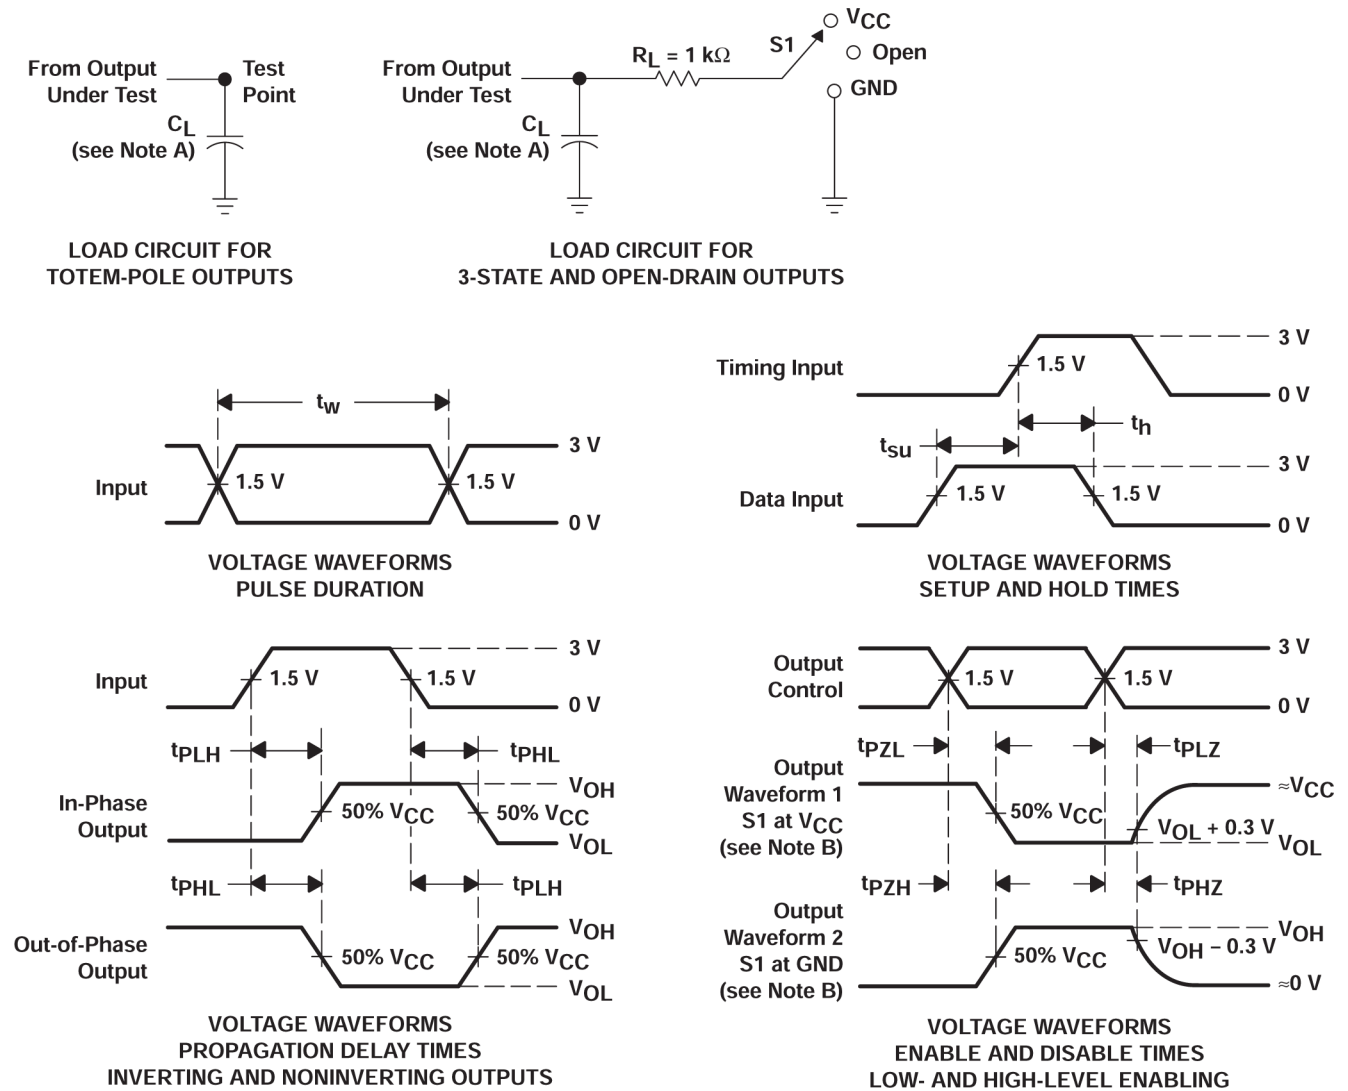 From Output
Under Test
Test
Point
CL
(see Note A)
LOAD CIRCUIT FOR
TOTEM-POLE OUTPUTS
From Output
Under Test
RL = 1 kΩ
S1
VCC
Open
GND
CL
(see Note A)
LOAD CIRCUIT FOR
3-STATE AND OPEN-DRAIN OUTPUTS
tw
Input
1.5 V
1.5 V
3 V
0 V
VOLTAGE WAVEFORMS
PULSE DURATION
Timing Input
1.5 V
3 V
0 V
tsu
th
Data Input
1.5 V
1.5 V
3 V
0 V
VOLTAGE WAVEFORMS
SETUP AND HOLD TIMES
Input
1.5 V
1.5 V
3 V
0 V
tPLH
tPHL
In-Phase
Output
50% VCC
50% VCC
VOH
VOL
tPHL
tPLH
Out-of-Phase
Output
50% VCC
50% VCC
VOH
VOL
VOLTAGE WAVEFORMS
PROPAGATION DELAY TIMES
INVERTING AND NONINVERTING OUTPUTS
Output
Control
1.5 V
1.5 V
3 V
0 V
tPZL
tPLZ
Output
Waveform 1
S1 at VCC
(see Note B)
50% VCC
VOL + 0.3 V
≈VCC
VOL
tPZH
tPHZ
Output
Waveform 2
S1 at GND
(see Note B)
50% VCC
VOH − 0.3 V
VOH
≈0 V
VOLTAGE WAVEFORMS
ENABLE AND DISABLE TIMES
LOW- AND HIGH-LEVEL ENABLING